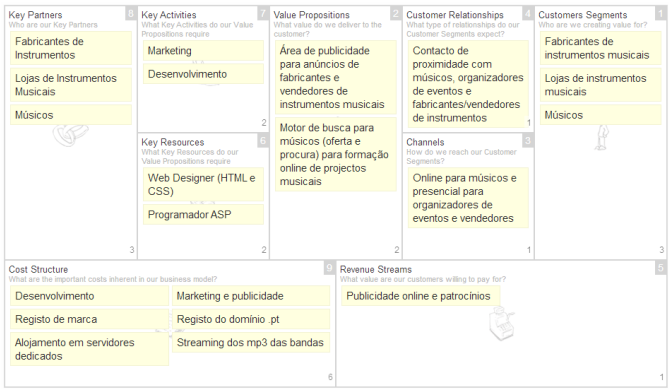 Key Partners
8
Who are our Key Partners
Fabricantes de
Instrumentos
Lojas de Instrumentos
Musicais
Músicos
3
Key Activities
7
What Key Activities do our Value
Propositions require
Marketing
Desenvolvimento
2
Key Resources
6
What Key Resources do our
Value Propositions require
Web Designer (HTML e
CSS)
Programador ASP
2
Value Propositions
2
What value do we deliver to the
customer?
Área de publicidade
para anúncios de
fabricantes e
vendedores de
instrumentos musicais
Motor de busca para
músicos (oferta e
procura) para formação
online de projectos
musicais
2
Customer Relationships
4
What type of relationships do our
Customer Segments expect?
Contacto de
proximidade com
músicos, organizadores
de eventos e
fabricantes/vendedores
de instrumentos
1
Channels
3
How do we reach our Customer
Segments?
Online para músicos e
presencial para
organizadores de
eventos e vendedores
1
Customers Segments
1
Who are we creating value for?
Fabricantes de
instrumentos musicais
Lojas de instrumentos
musicais
Músicos
3
Cost Structure
9
What are the important costs inherent in our business model?
Desenvolvimento
Marketing e publicidade
Registo de marca
Registo do domínio .pt
Alojamento em servidores
dedicados
Streaming dos mp3 das bandas
6
Revenue Streams
5
What value are our customers willing to pay for?
Publicidade online e patrocínios
1